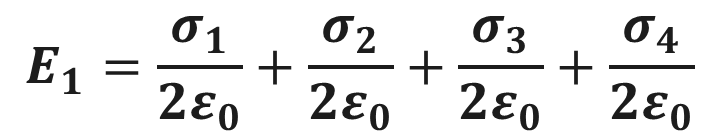 E₁ = σ₁/2ε₀ + σ₂/2ε₀ + σ₃/2ε₀ + σ₄/2ε₀